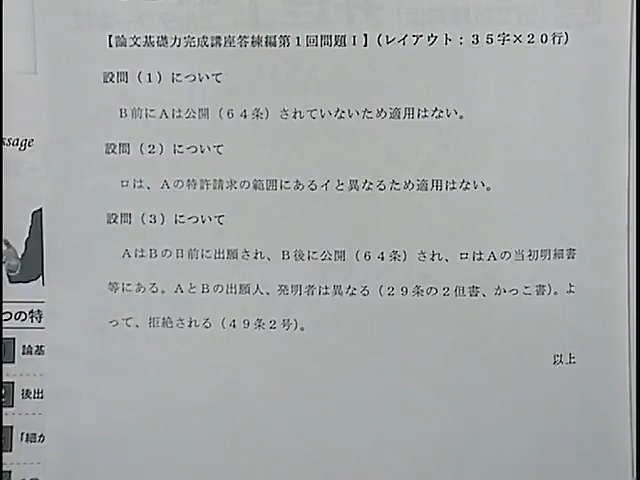 【論文基礎力完成講座答練編第１回問題Ⅰ】（レイアウト：３５字×２０行）
設問（１）について
Ｂ前にＡは公開（６４条）されていないため適用はない。
設問（２）について
ロは、Ａの特許請求の範囲にあるイと異なるため適用はない。
設問（３）について
ＡはＢの日前に出願され、Ｂ後に公開（６４条）され、ロはＡの当初明細書
等にある。ＡとＢの出願人、発明者は異なる（２９条の２但書、かっこ書）。よ
って、拒絶される（４９条２号）。
以上
ssage
つの特
論基
後出
「細か